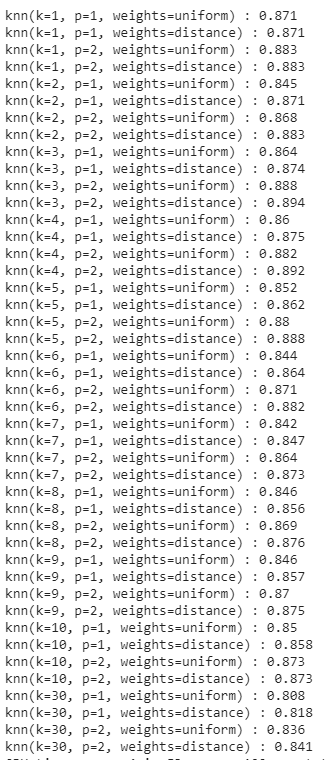 knn(k=1, p=1, weights=uniform) : 0.871
knn(k=1, p=1, weights=distance) : 0.871
knn(k=1, p=2, weights=uniform) : 0.883
knn(k=1, p=2, weights=distance) : 0.883
knn(k=2, p=1, weights=uniform) : 0.845
knn(k=2, p=1, weights=distance) : 0.871
knn(k=2, p=2, weights=uniform) : 0.868
knn(k=2, p=2, weights=distance) : 0.883
knn(k=3, p=1, weights=uniform) : 0.864
knn(k=3, p=1, weights=distance) : 0.874
knn(k=3, p=2, weights=uniform) : 0.888
knn(k=3, p=2, weights=distance) : 0.894
knn(k=4, p=1, weights=uniform) : 0.86
knn(k=4, p=1, weights=distance) : 0.875
knn(k=4, p=2, weights=uniform) : 0.882
knn(k=4, p=2, weights=distance) : 0.892
knn(k=5, p=1, weights=uniform) : 0.852
knn(k=5, p=1, weights=distance) : 0.862
knn(k=5, p=2, weights=uniform) : 0.88
knn(k=5, p=2, weights=distance) : 0.888
knn(k=6, p=1, weights=uniform) : 0.844
knn(k=6, p=1, weights=distance) : 0.864
knn(k=6, p=2, weights=uniform) : 0.871
knn(k=6, p=2, weights=distance) : 0.882
knn(k=7, p=1, weights=uniform) : 0.842
knn(k=7, p=1, weights=distance) : 0.847
knn(k=7, p=2, weights=uniform) : 0.864
knn(k=7, p=2, weights=distance) : 0.873
knn(k=8, p=1, weights=uniform) : 0.846
knn(k=8, p=1, weights=distance) : 0.856
knn(k=8, p=2, weights=uniform) : 0.869
knn(k=8, p=2, weights=distance) : 0.876
knn(k=9, p=1, weights=uniform) : 0.846
knn(k=9, p=1, weights=distance) : 0.857
knn(k=9, p=2, weights=uniform) : 0.87
knn(k=9, p=2, weights=distance) : 0.875
knn(k=10, p=1, weights=uniform) : 0.85
knn(k=10, p=1, weights=distance) : 0.858
knn(k=10, p=2, weights=uniform) : 0.873
knn(k=10, p=2, weights=distance) : 0.873
knn(k=30, p=1, weights=uniform) : 0.808
knn(k=30, p=1, weights=distance) : 0.818
knn(k=30, p=2, weights=uniform) : 0.836
knn(k=30, p=2, weights=distance) : 0.841